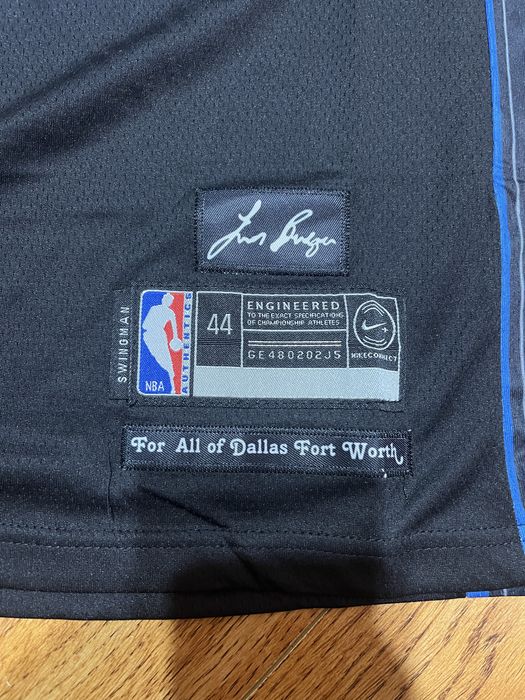 SWINGMAN
NBA
AUTHENTICS
44
ENGINEERED
TO THE EXACT SPECIFICATIONS
OF CHAMPIONSHIP ATHLETES
GE480202J5
NIKECONNECT
For All of Dallas Fort Worth